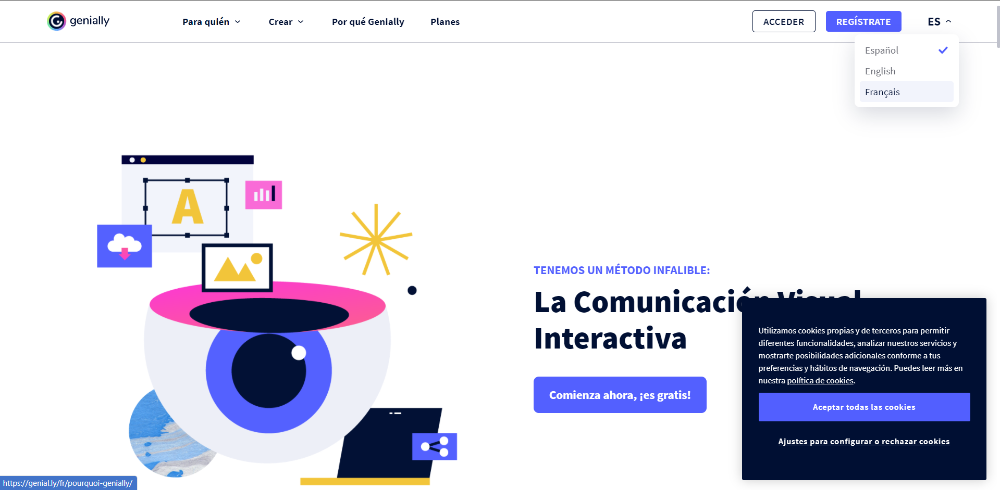 genially
Para quién
Crear
Por qué Genially
Planes
ACCEDER
REGÍSTRATE
ES
Español
English
Français
A
TENEMOS UN MÉTODO INFALIBLE:
La Comunicación Visual
Interactiva
Comienza ahora, ¡es gratis!
Utilizamos cookies propias y de terceros para permitir
diferentes funcionalidades, analizar nuestros servicios y
mostrarte posibilidades adicionales conforme a tus
preferencias y hábitos de navegación. Puedes leer más en
nuestra política de cookies.
Aceptar todas las cookies
Ajustes para configurar o rechazar cookies
https://genial.ly/fr/pourquoi-genially/